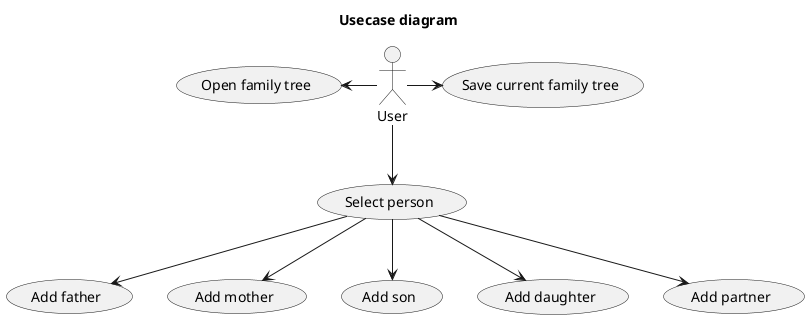 Usecase diagram
Open family tree
Save current family tree
User
Select person
Add father
Add mother
Add son
Add daughter
Add partner